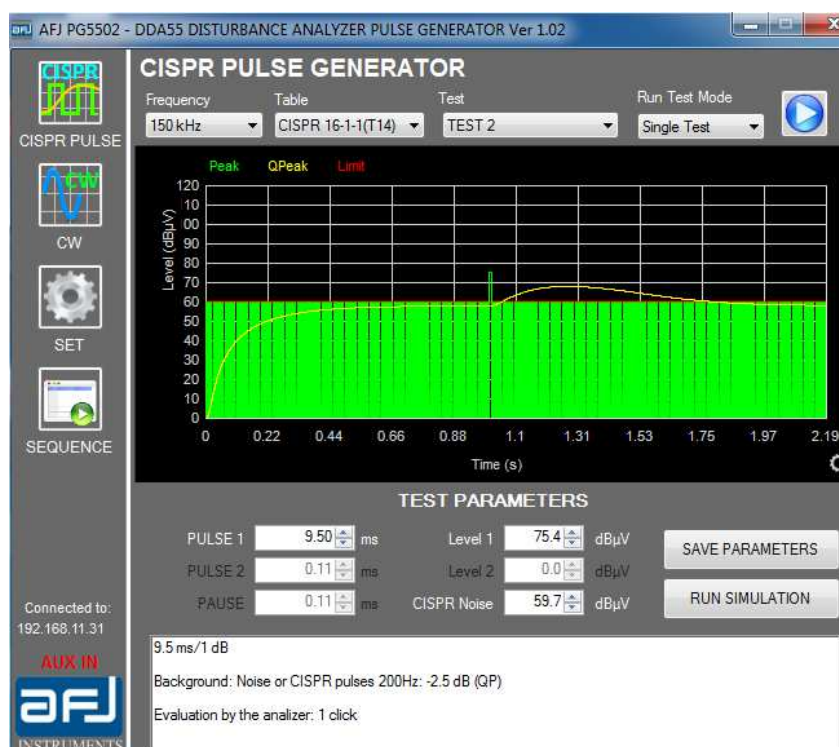 AFJ PG5502 - DDA55 DISTURBANCE ANALYZER PULSE GENERATOR Ver 1.02
CISPR
CISPR PULSE
CW
CW
SET
SEQUENCE
Connected to:
192.168.11.31
AUX IN
AFJ
INSTRUMENTS
CISPR PULSE GENERATOR
Frequency Table Test Run Test Mode
150 kHz CISPR 16-1-1(T14) TEST 2 Single Test
Peak QPeak Limit
Level (dBµV)
120
10
00
90
80
70
60
50
40
30
20
10
0
0 0.22 0.44 0.66 0.88 1.1 1.31 1.53 1.75 1.97 2.19
Time (s)
TEST PARAMETERS
PULSE 1 9.50 ms Level 1 75.4 dBµV SAVE PARAMETERS
PULSE 2 0.11 ms Level 2 0.0 dBµV
PAUSE 0.11 ms CISPR Noise 59.7 dBµV RUN SIMULATION
9.5 ms/1 dB
Background: Noise or CISPR pulses 200Hz: -2.5 dB (QP)
Evaluation by the analizer: 1 click